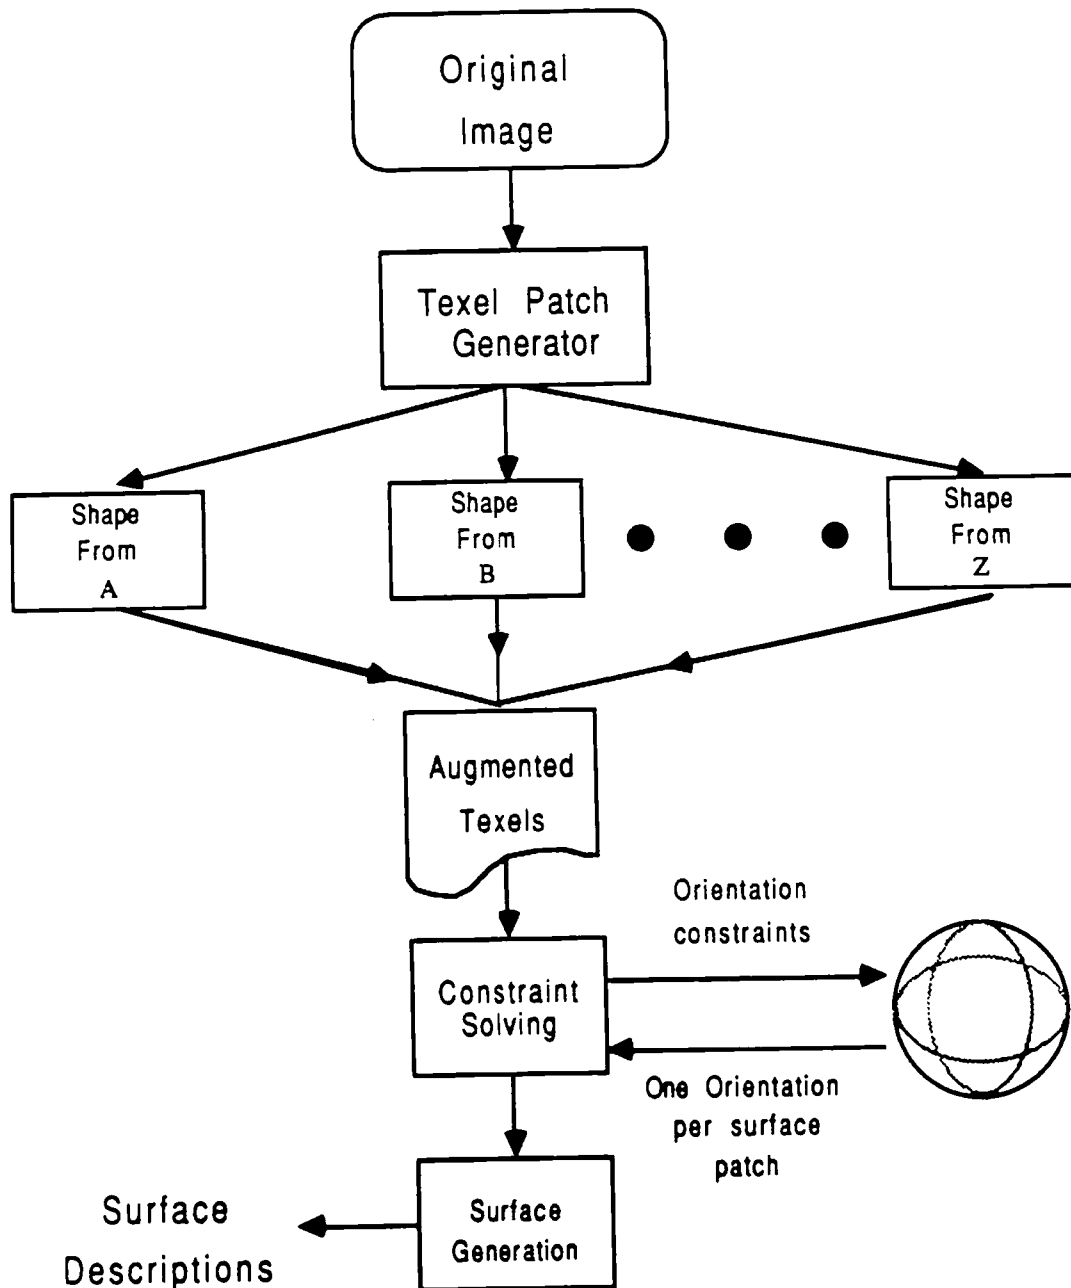 Original
Image
Texel Patch
Generator
Shape
From
A
Shape
From
B
Shape
From
Z
Augmented
Texels
Orientation
constraints
Constraint
Solving
One Orientation
per surface
patch
Surface
Generation
Surface
Descriptions